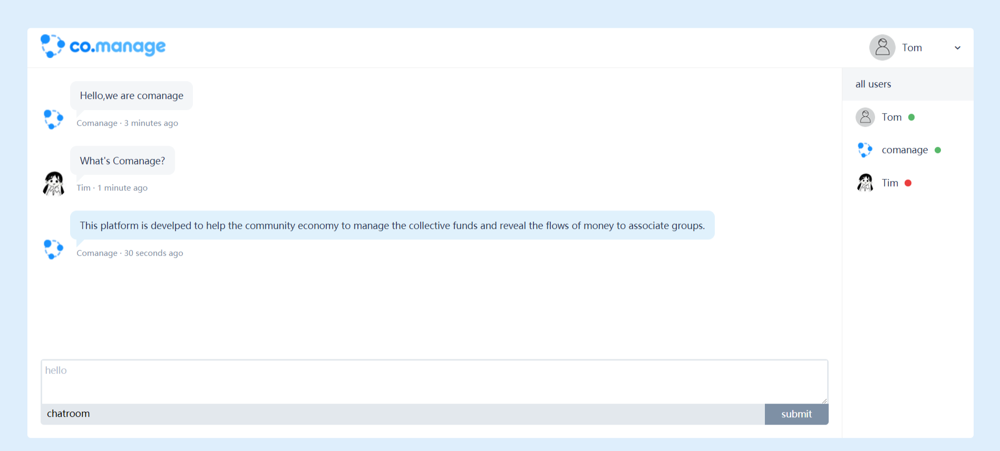 co.manage
Tom
Hello,we are comanage
Comanage · 3 minutes ago
What's Comanage?
Tim · 1 minute ago
This platform is develped to help the community economy to manage the collective funds and reveal the flows of money to associate groups.
Comanage · 30 seconds ago
hello
chatroom
submit
all users
Tom
comanage
Tim